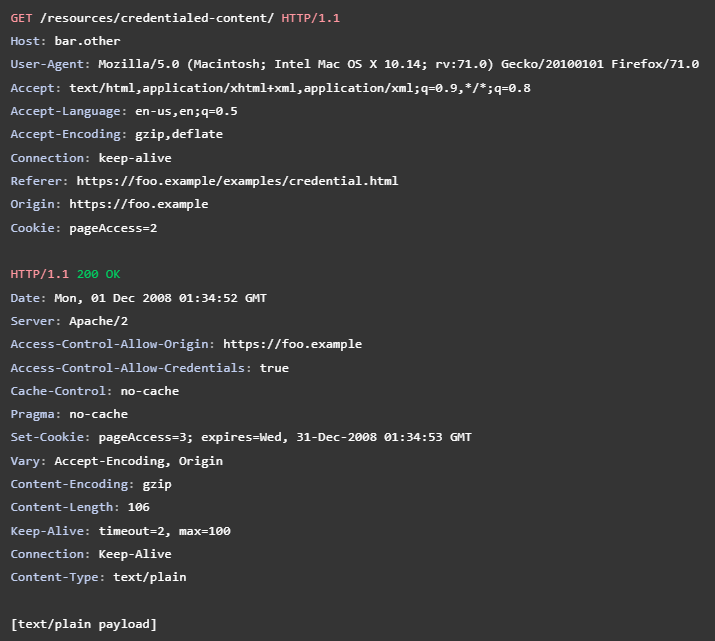 GET /resources/credentialed-content/ HTTP/1.1
Host: bar.other
User-Agent: Mozilla/5.0 (Macintosh; Intel Mac OS X 10.14; rv:71.0) Gecko/20100101 Firefox/71.0
Accept: text/html,application/xhtml+xml,application/xml;q=0.9,*/*;q=0.8
Accept-Language: en-us,en;q=0.5
Accept-Encoding: gzip,deflate
Connection: keep-alive
Referer: https://foo.example/examples/credential.html
Origin: https://foo.example
Cookie: pageAccess=2

HTTP/1.1 200 OK
Date: Mon, 01 Dec 2008 01:34:52 GMT
Server: Apache/2
Access-Control-Allow-Origin: https://foo.example
Access-Control-Allow-Credentials: true
Cache-Control: no-cache
Pragma: no-cache
Set-Cookie: pageAccess=3; expires=Wed, 31-Dec-2008 01:34:53 GMT
Vary: Accept-Encoding, Origin
Content-Encoding: gzip
Content-Length: 106
Keep-Alive: timeout=2, max=100
Connection: Keep-Alive
Content-Type: text/plain

[text/plain payload]